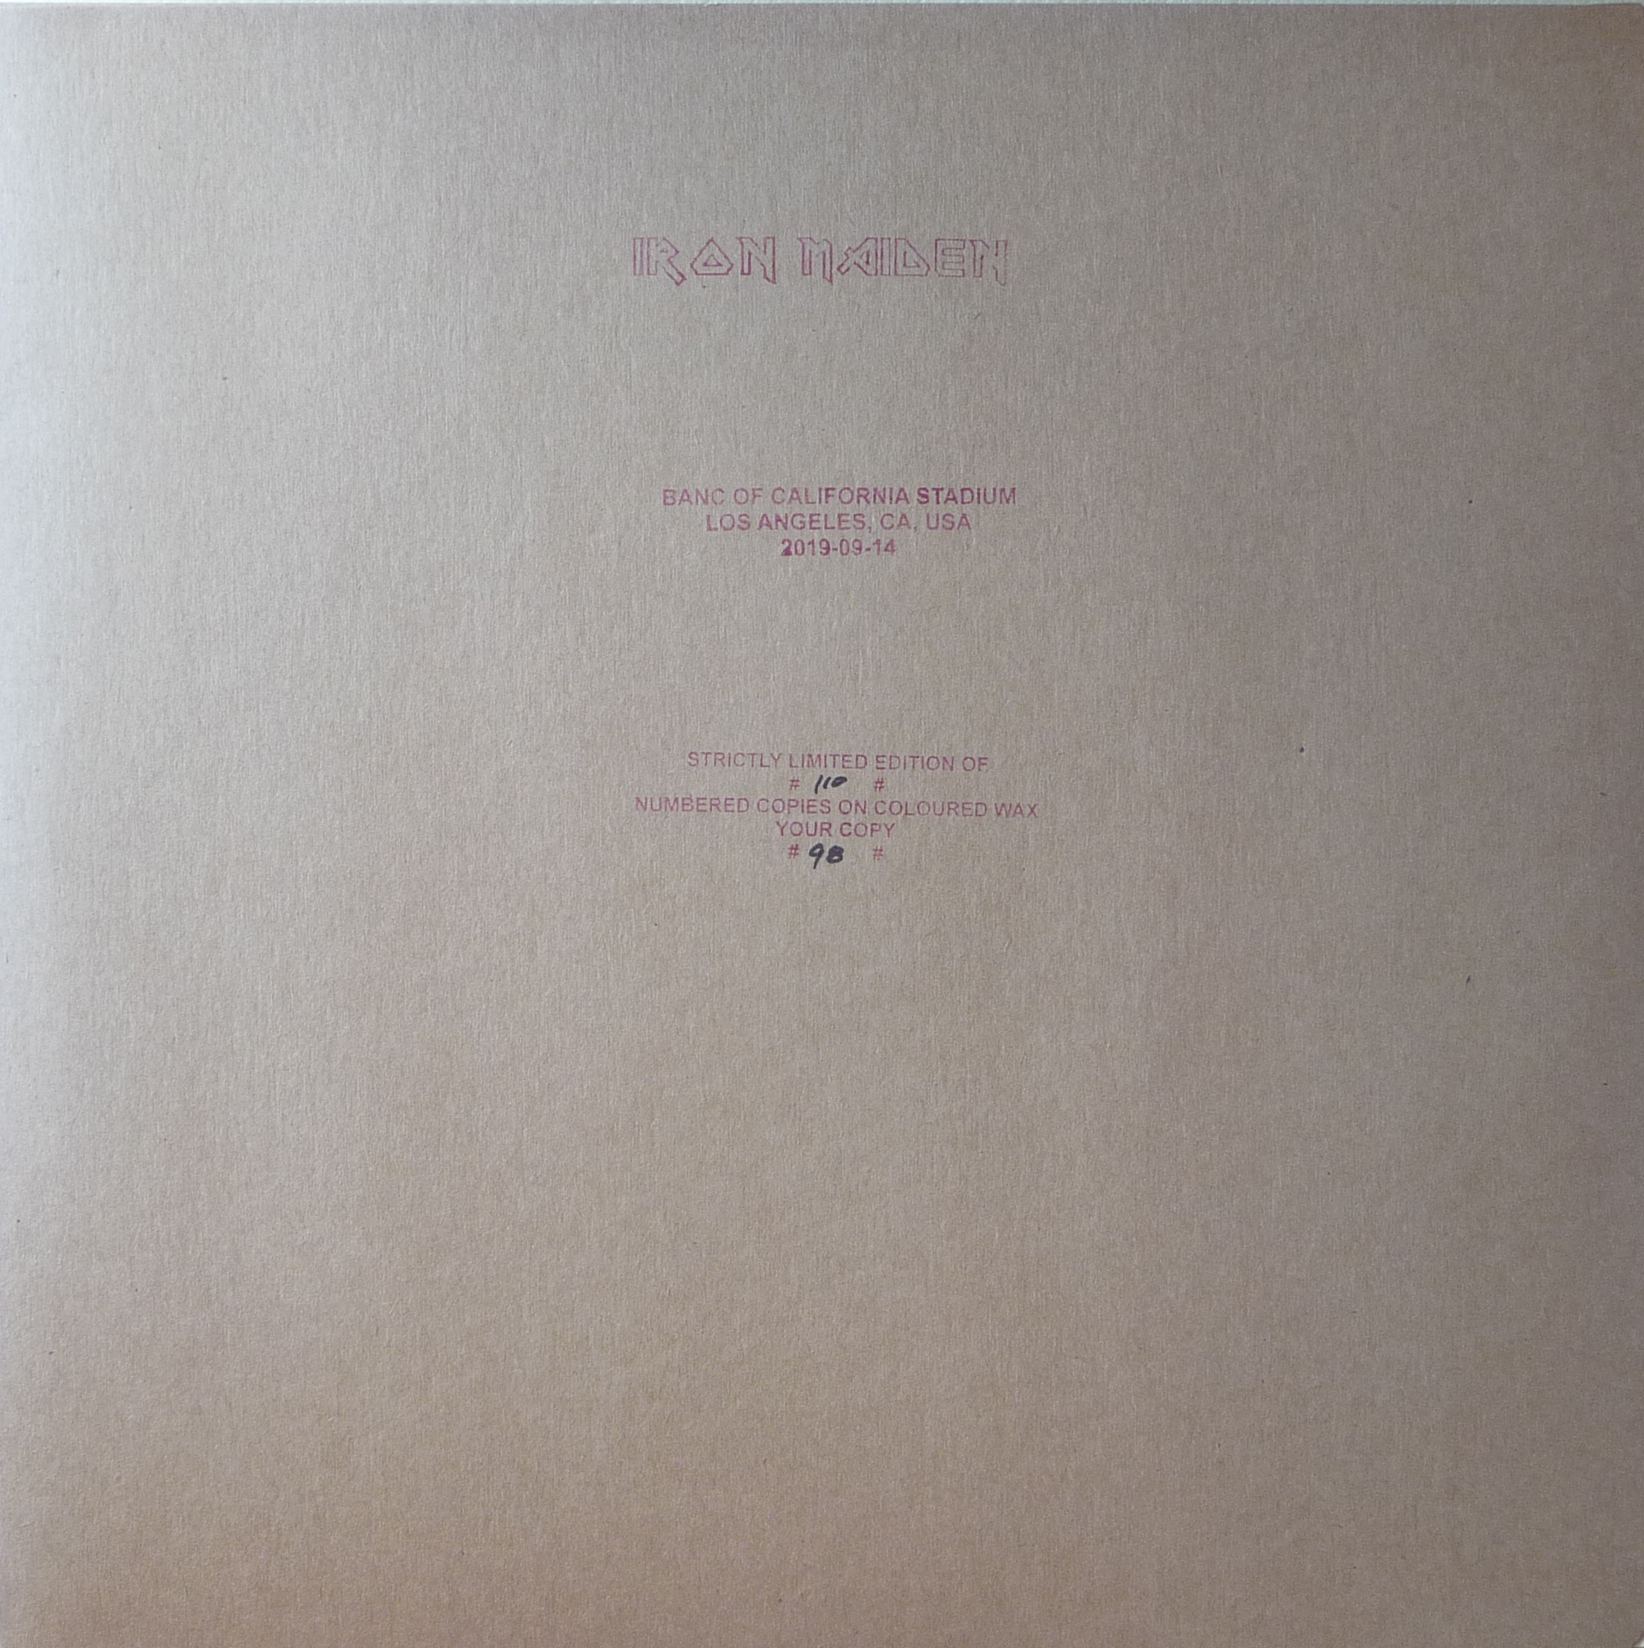 IRON MAIDEN
BANC OF CALIFORNIA STADIUM
LOS ANGELES, CA, USA
2019-09-14
STRICTLY LIMITED EDITION OF
# 110 #
NUMBERED COPIES ON COLOURED WAX
YOUR COPY
# 98 #